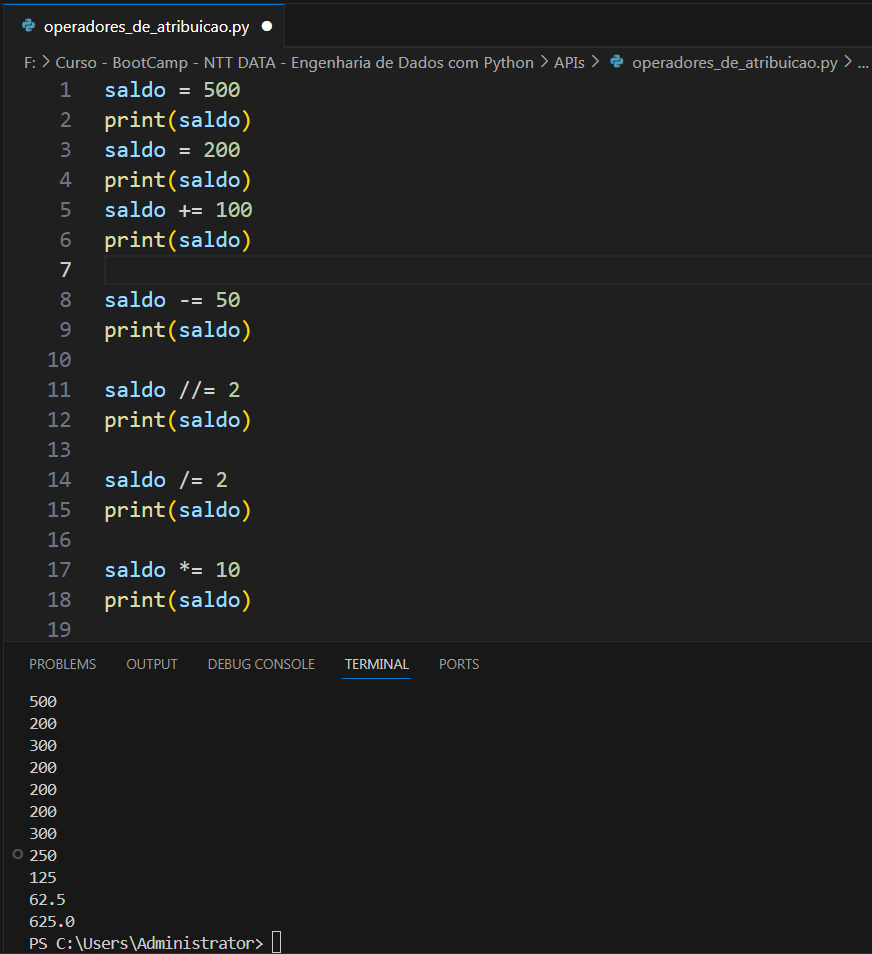 operadores_de_atribuicao.py
F: > Curso - BootCamp - NTT DATA - Engenharia de Dados com Python > APIs > operadores_de_atribuicao.py > ...
1 saldo = 500
2 print(saldo)
3 saldo = 200
4 print(saldo)
5 saldo += 100
6 print(saldo)
7
8 saldo -= 50
9 print(saldo)
10
11 saldo //= 2
12 print(saldo)
13
14 saldo /= 2
15 print(saldo)
16
17 saldo *= 10
18 print(saldo)
19
PROBLEMS OUTPUT DEBUG CONSOLE TERMINAL PORTS
500
200
300
200
200
200
300
250
125
62.5
625.0
PS C:\Users\Administrator>